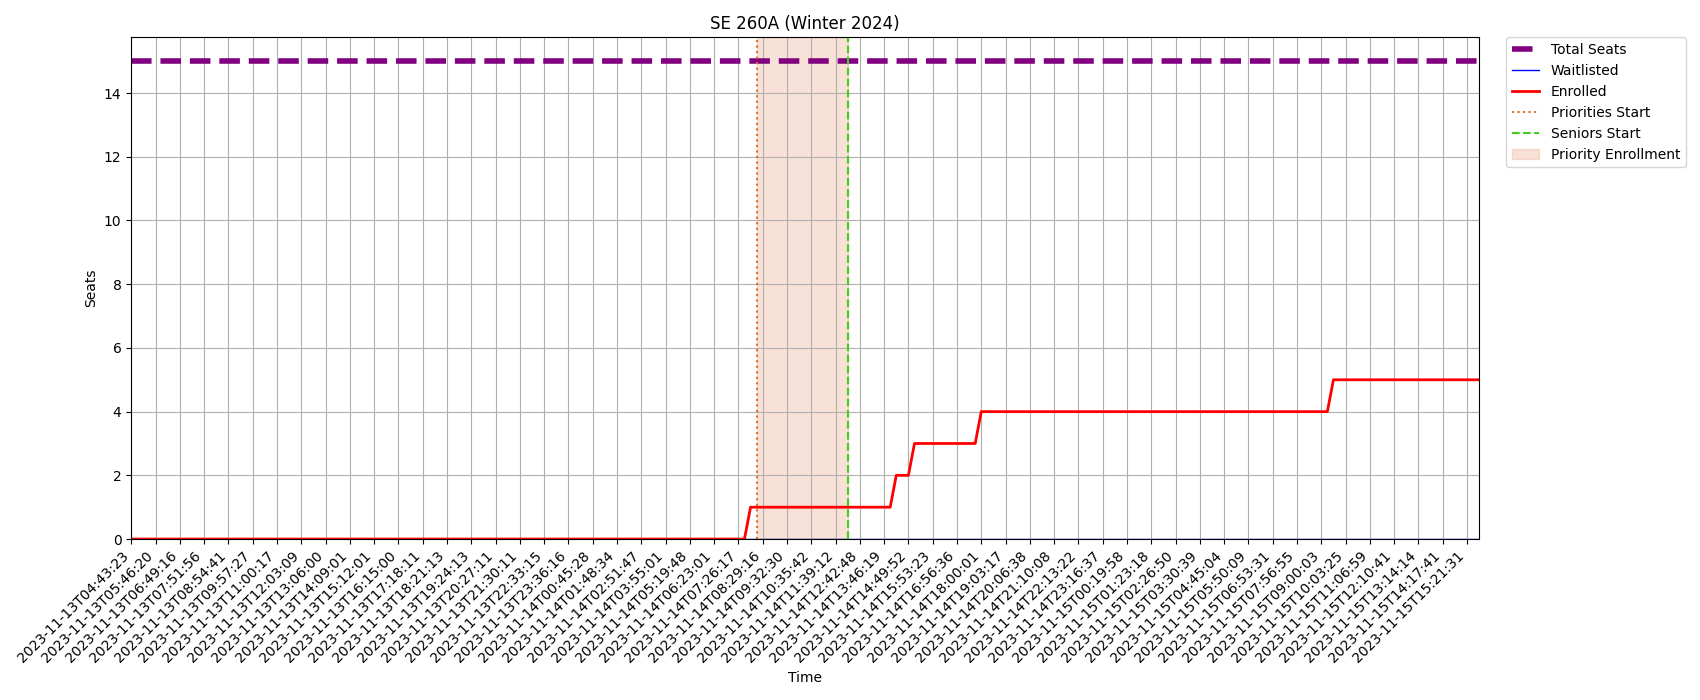 SE 260A (Winter 2024)
Total Seats
Waitlisted
Enrolled
Priorities Start
Seniors Start
Priority Enrollment
Seats
14
12
10
8
6
4
2
0
2023-11-13T04:43:23
2023-11-13T05:46:20
2023-11-13T06:49:16
2023-11-13T07:51:56
2023-11-13T08:54:41
2023-11-13T09:57:27
2023-11-13T11:00:17
2023-11-13T12:03:09
2023-11-13T13:06:00
2023-11-13T14:09:01
2023-11-13T15:12:01
2023-11-13T16:15:00
2023-11-13T17:18:11
2023-11-13T18:21:13
2023-11-13T19:24:13
2023-11-13T20:27:11
2023-11-13T21:30:11
2023-11-13T22:33:15
2023-11-13T23:36:16
2023-11-14T00:45:28
2023-11-14T01:48:34
2023-11-14T02:51:47
2023-11-14T03:55:01
2023-11-14T05:19:48
2023-11-14T06:23:01
2023-11-14T07:26:17
2023-11-14T08:29:16
2023-11-14T09:32:30
2023-11-14T10:35:42
2023-11-14T11:39:12
2023-11-14T12:42:48
2023-11-14T13:46:19
2023-11-14T14:49:52
2023-11-14T15:53:23
2023-11-14T16:56:36
2023-11-14T18:00:01
2023-11-14T19:03:17
2023-11-14T20:06:38
2023-11-14T21:10:08
2023-11-14T22:13:22
2023-11-14T23:16:37
2023-11-15T00:19:58
2023-11-15T01:23:18
2023-11-15T02:26:50
2023-11-15T03:30:39
2023-11-15T04:45:04
2023-11-15T05:50:09
2023-11-15T06:53:31
2023-11-15T07:56:55
2023-11-15T09:00:03
2023-11-15T10:03:25
2023-11-15T11:06:59
2023-11-15T12:10:41
2023-11-15T13:14:14
2023-11-15T14:17:41
2023-11-15T15:21:31
Time